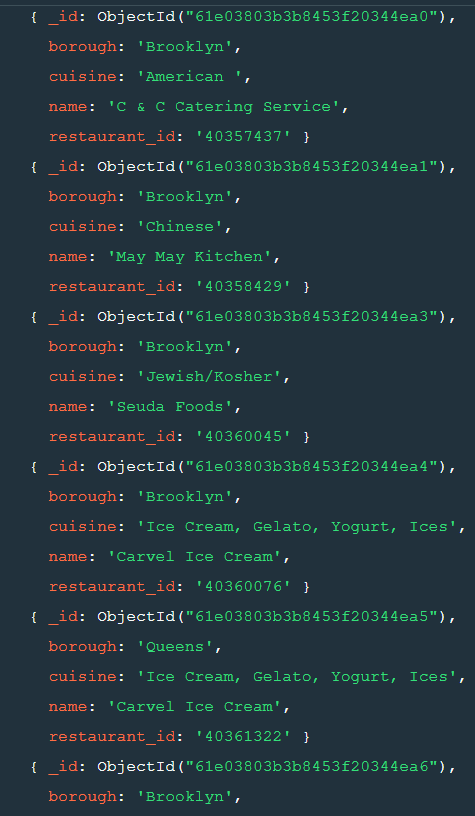 { _id: ObjectId("61e03803b3b8453f20344ea0"),
borough: 'Brooklyn',
cuisine: 'American ',
name: 'C & C Catering Service',
restaurant_id: '40357437' }
{ _id: ObjectId("61e03803b3b8453f20344ea1"),
borough: 'Brooklyn',
cuisine: 'Chinese',
name: 'May May Kitchen',
restaurant_id: '40358429' }
{ _id: ObjectId("61e03803b3b8453f20344ea3"),
borough: 'Brooklyn',
cuisine: 'Jewish/Kosher',
name: 'Seuda Foods',
restaurant_id: '40360045' }
{ _id: ObjectId("61e03803b3b8453f20344ea4"),
borough: 'Brooklyn',
cuisine: 'Ice Cream, Gelato, Yogurt, Ices',
name: 'Carvel Ice Cream',
restaurant_id: '40360076' }
{ _id: ObjectId("61e03803b3b8453f20344ea5"),
borough: 'Queens',
cuisine: 'Ice Cream, Gelato, Yogurt, Ices',
name: 'Carvel Ice Cream',
restaurant_id: '40361322' }
{ _id: ObjectId("61e03803b3b8453f20344ea6"),
borough: 'Brooklyn',